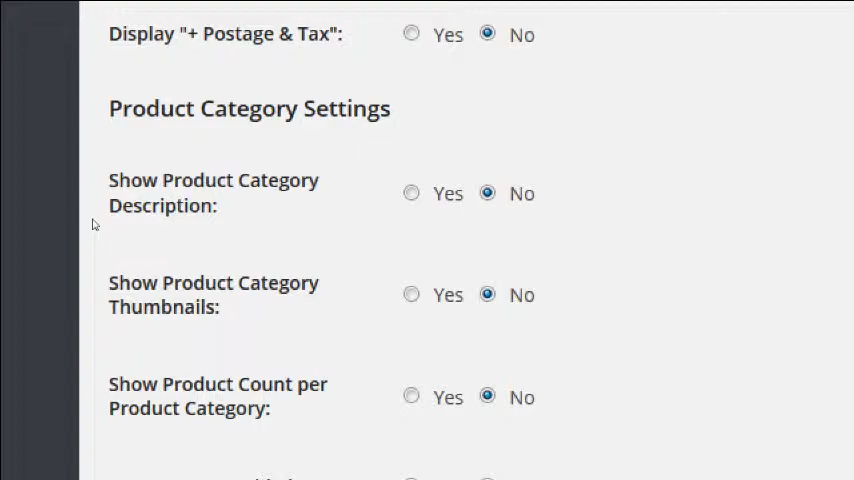 Display "+ Postage & Tax": Yes No
Product Category Settings
Show Product Category
Description: Yes No
Show Product Category
Thumbnails: Yes No
Show Product Count per
Product Category: Yes No